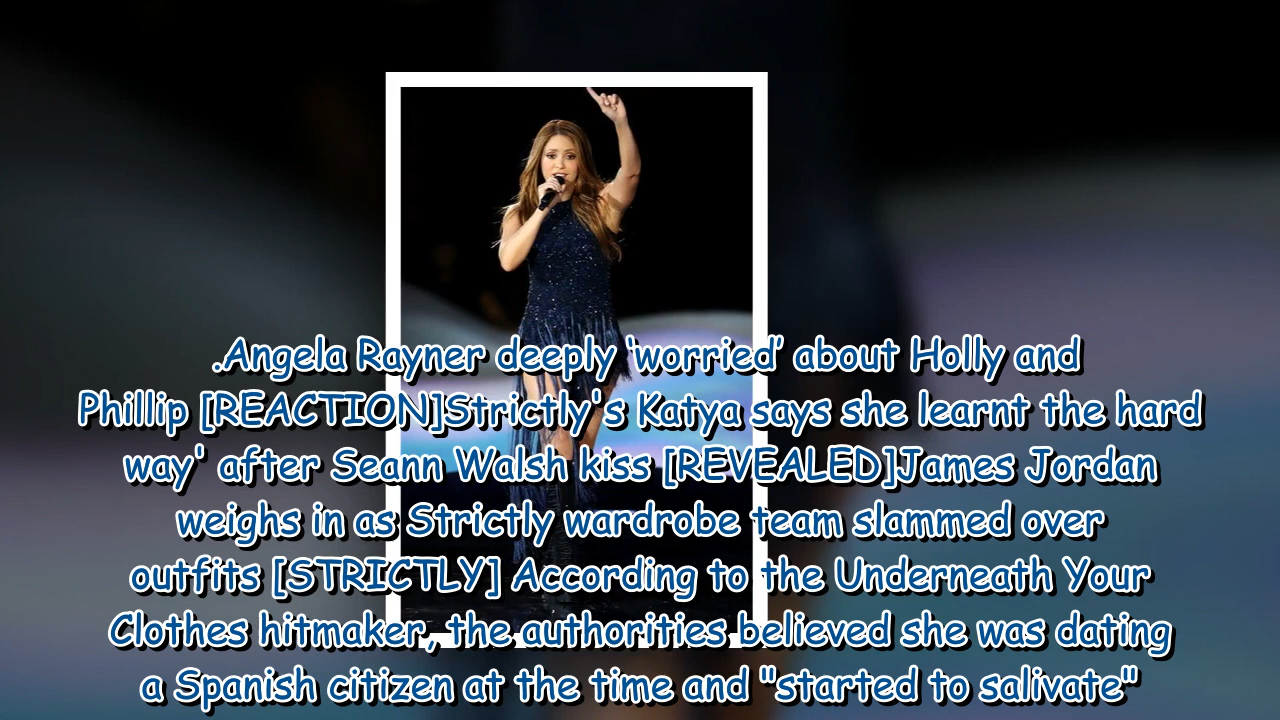 .Angela Rayner deeply ‘worried’ about Holly and
Phillip [REACTION]Strictly's Katya says she learnt the hard
way' after Seann Walsh kiss [REVEALED]James Jordan
weighs in as Strictly wardrobe team slammed over
outfits [STRICTLY] According to the Underneath Your
Clothes hitmaker, the authorities believed she was dating
a Spanish citizen at the time and "started to salivate"